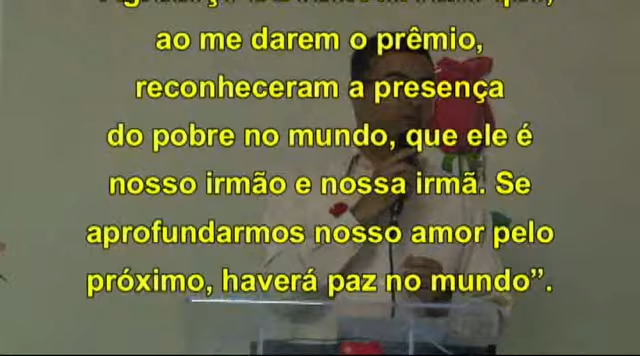 ao me darem o prêmio,
reconheceram a presença
do pobre no mundo, que ele é
nosso irmão e nossa irmã. Se
aprofundarmos nosso amor pelo
próximo, haverá paz no mundo”.